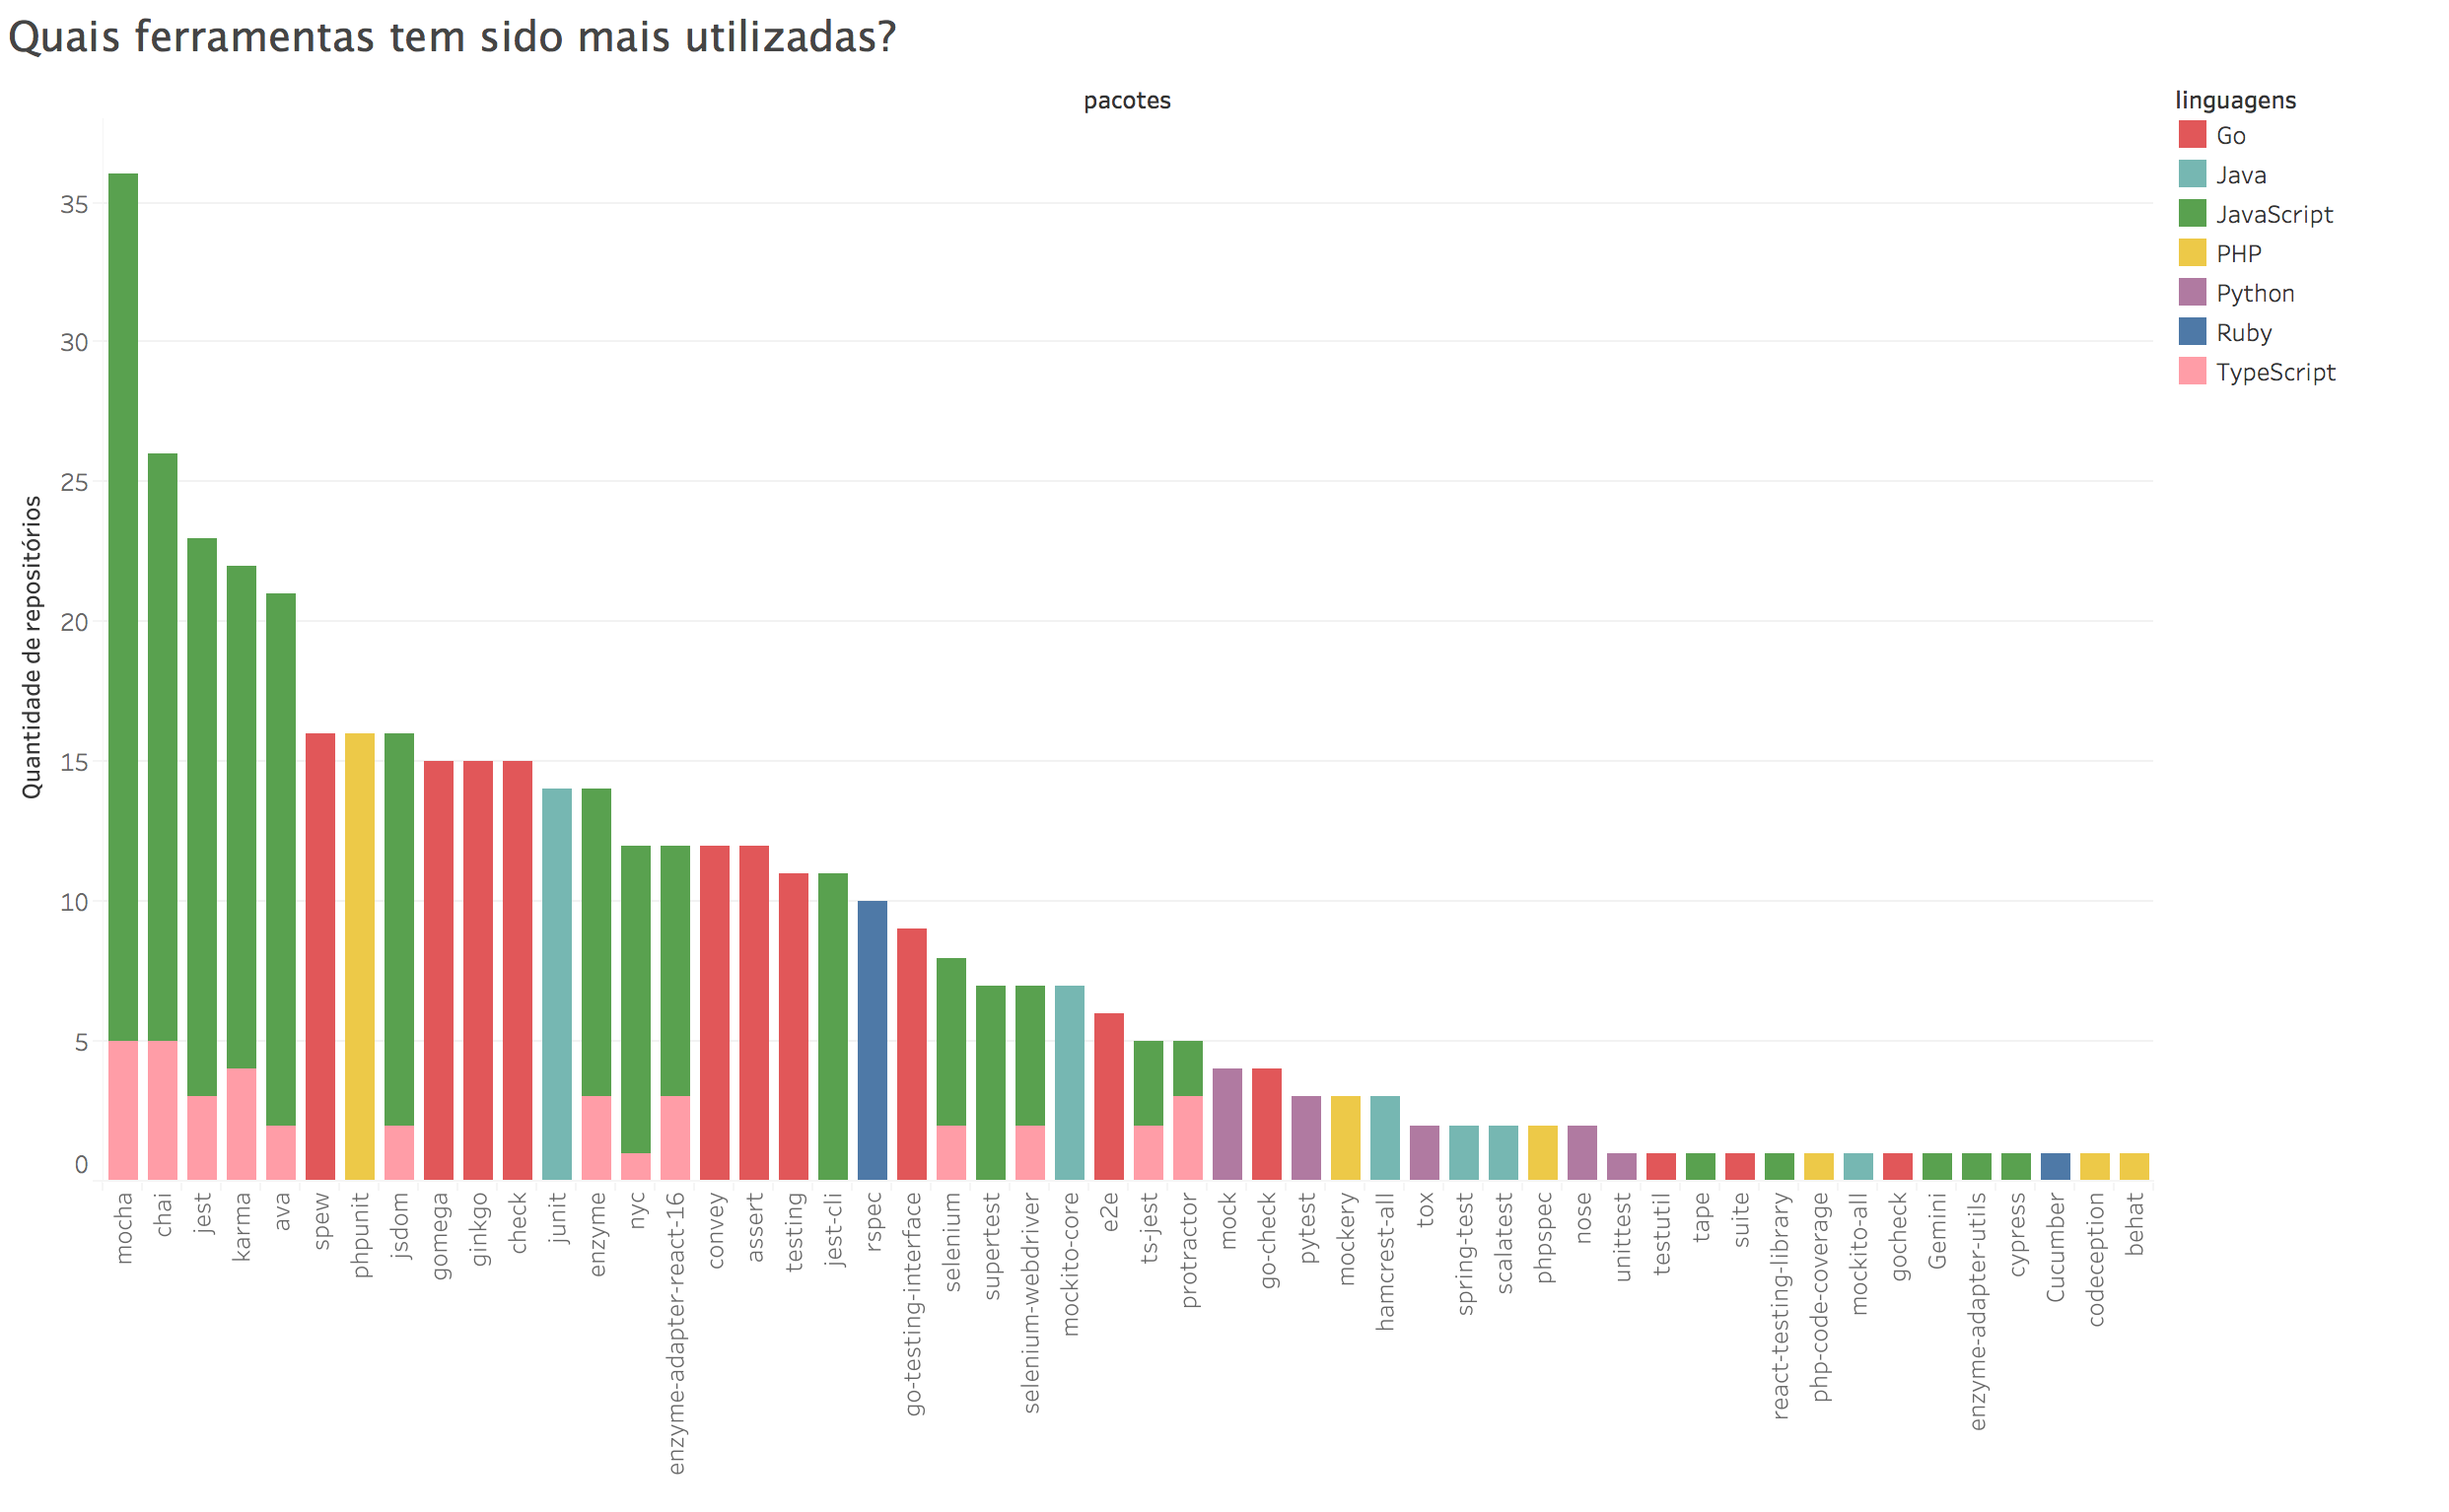 Quais ferramentas tem sido mais utilizadas?
pacotes
linguagens
Go
Java
JavaScript
PHP
Python
Ruby
TypeScript
Quantidade de repositórios
35
30
25
20
15
10
5
0
mocha
chai
jest
karma
ava
spew
phpunit
jsdom
gomega
ginkgo
check
junit
enzyme
nyc
enzyme-adapter-react-16
convey
assert
testing
jest-cli
rspec
go-testing-interface
selenium
supertest
selenium-webdriver
mockito-core
e2e
ts-jest
protractor
mock
go-check
pytest
mockery
hamcrest-all
tox
spring-test
scalatest
phpspec
nose
unittest
testutil
tape
suite
react-testing-library
php-code-coverage
mockito-all
gocheck
Gemini
enzyme-adapter-utils
cypress
Cucumber
codeception
behat